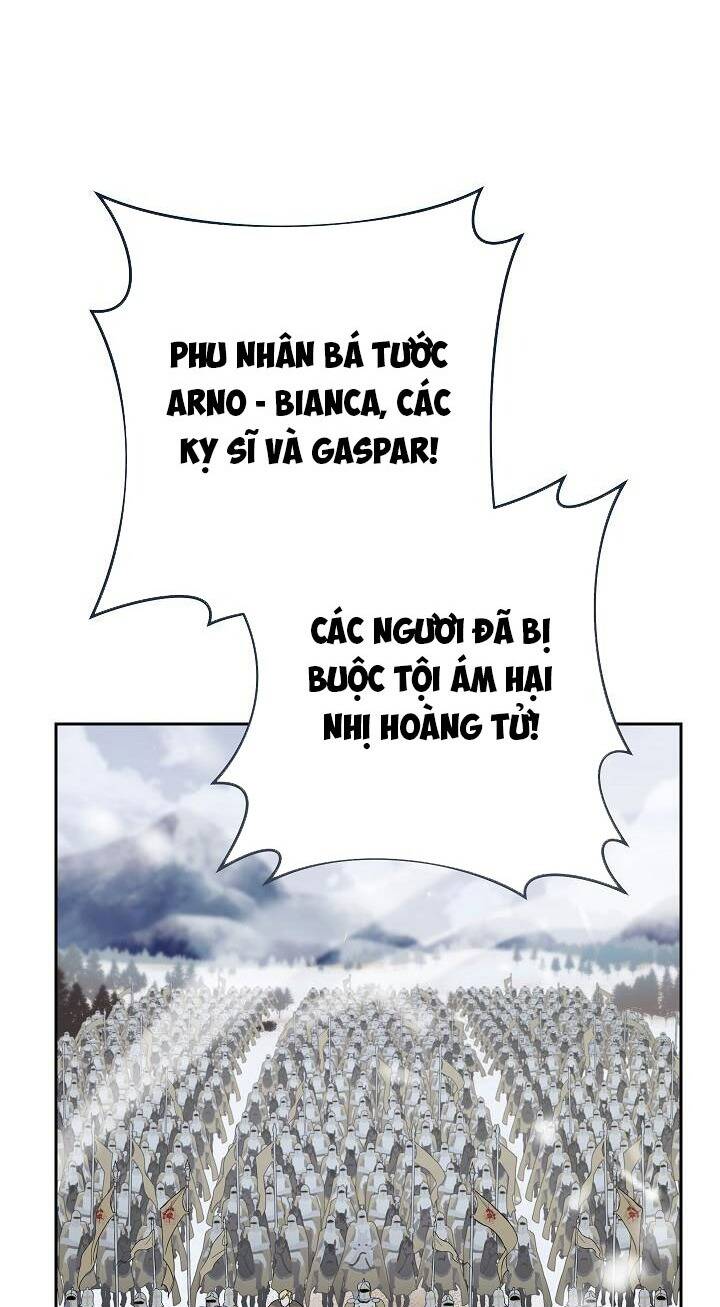 PHU NHÂN BÁ TƯỚC
ARNO - BIANCA, CÁC
KỴ SĨ VÀ GASPAR!
CÁC NGƯƠI ĐÃ BỊ
BUỘC TỘI ÁM HẠI
NHỊ HOÀNG TỬ!